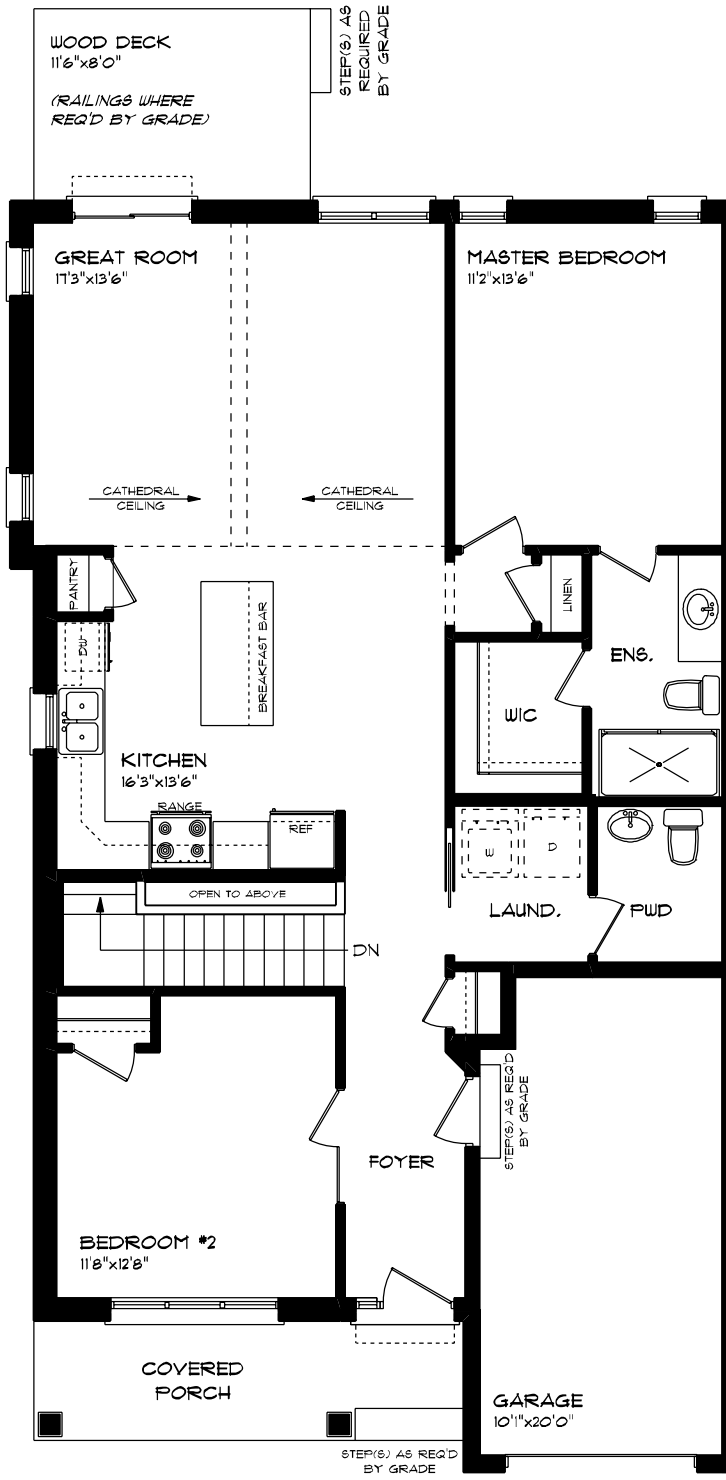 WOOD DECK
11'6"x8'0"
(RAILINGS WHERE
REQ'D BY GRADE)
STEP(S) AS
REQUIRED
BY GRADE
GREAT ROOM
17'3"x13'6"
MASTER BEDROOM
11'2"x13'6"
CATHEDRAL
CEILING
CATHEDRAL
CEILING
PANTRY
LINEN
DW
BREAKFAST BAR
ENS.
WIC
KITCHEN
16'3"x13'6"
RANGE
REF
W
D
OPEN TO ABOVE
LAUND.
PWD
DN
STEP(S) AS REQ'D
BY GRADE
FOYER
BEDROOM #2
11'8"x12'8"
COVERED
PORCH
GARAGE
10'1"x20'0"
STEP(S) AS REQ'D
BY GRADE